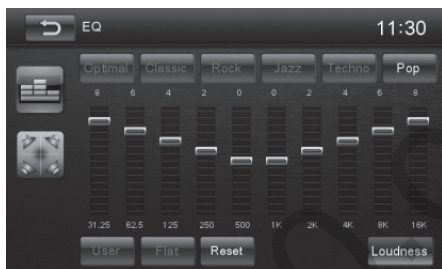 EQ 11:30
Optimal Classic Rock Jazz Techno Pop
8 6 4 2 0 0 2 4 6 8
31.25 62.5 125 250 500 1K 2K 4K 8K 16K
User Flat Reset Loudness